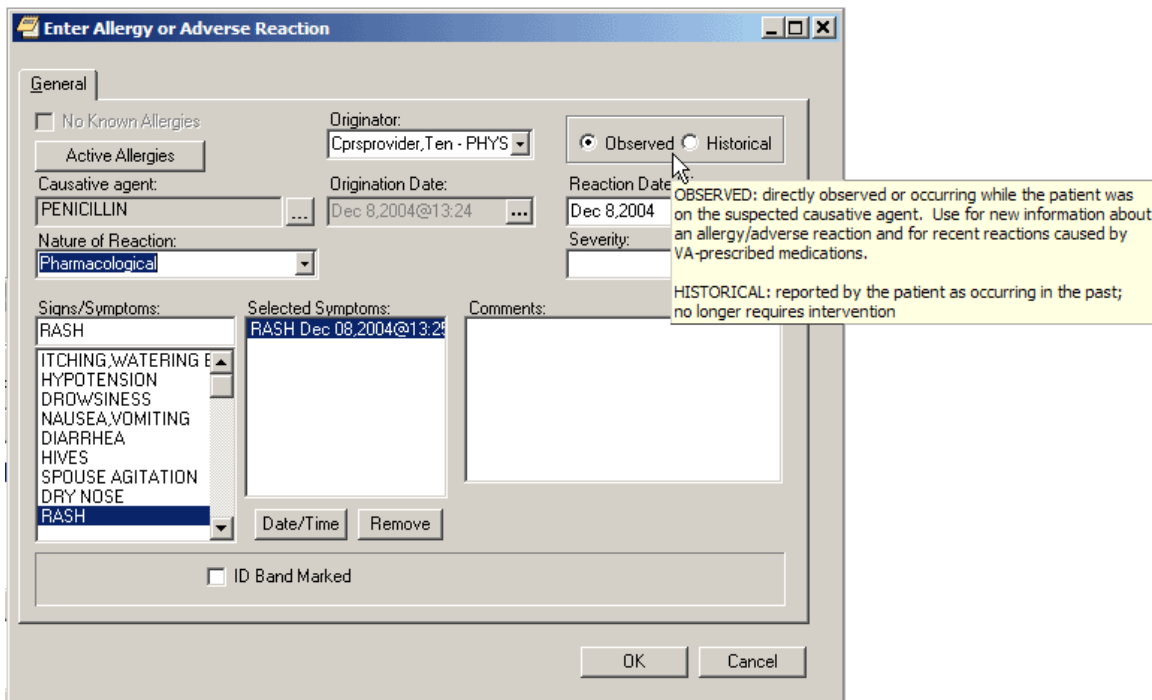 Enter Allergy or Adverse Reaction
General
No Known Allergies
Originator:
Cprsprovider,Ten - PHYS
Observed
Historical
Active Allergies
Causative agent:
Origination Date:
Reaction Date
PENICILLIN
...
Dec 8,2004@13:24
...
Dec 8,2004
Nature of Reaction:
Severity:
Pharmacological
OBSERVED: directly observed or occurring while the patient was
on the suspected causative agent. Use for new information about
an allergy/adverse reaction and for recent reactions caused by
VA-prescribed medications.
HISTORICAL: reported by the patient as occurring in the past;
no longer requires intervention
Signs/Symptoms:
Selected Symptoms:
Comments:
RASH
RASH Dec 08,2004@13:25
ITCHING,WATERING E
HYPOTENSION
DROWSINESS
NAUSEA,VOMITING
DIARRHEA
HIVES
SPOUSE AGITATION
DRY NOSE
RASH
Date/Time
Remove
ID Band Marked
OK
Cancel